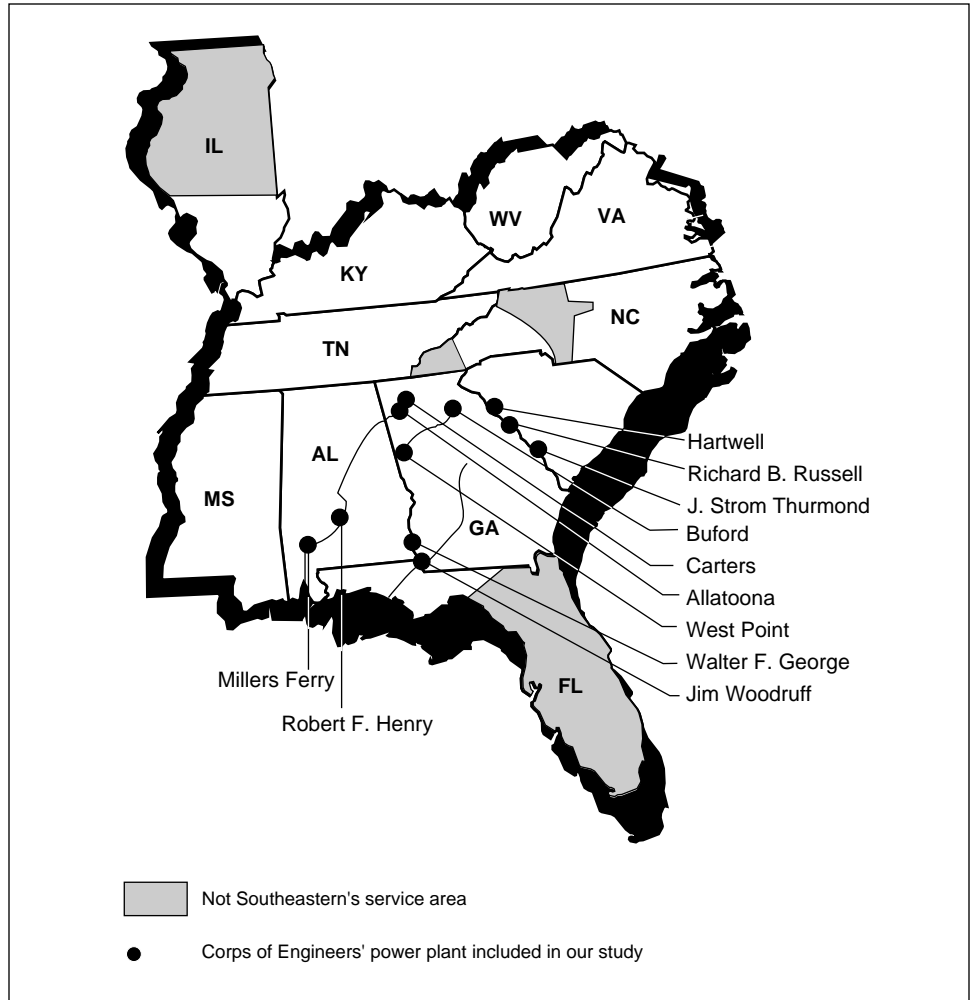 IL
WV
VA
KY
NC
TN
Hartwell
AL
Richard B. Russell
MS
J. Strom Thurmond
GA
Buford
Carters
Allatoona
West Point
Walter F. George
Millers Ferry
FL
Jim Woodruff
Robert F. Henry
Not Southeastern's service area
Corps of Engineers' power plant included in our study